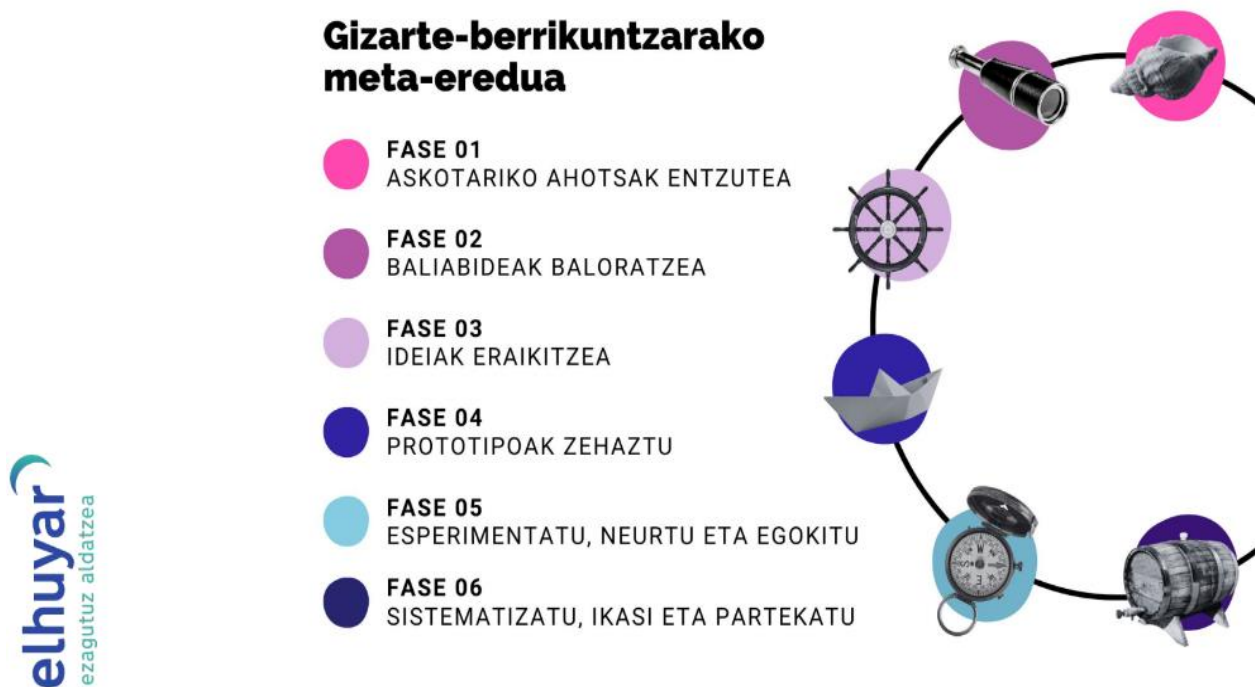 Gizarte-berrikuntzarako
meta-eredua
FASE 01
ASKOTARIKO AHOTSAK ENTZUTEA
FASE 02
BALIABIDEAK BALORATZEA
FASE 03
IDEIAK ERAIKITZEA
FASE 04
PROTOTIPOAK ZEHAZTU
FASE 05
ESPERIMENTATU, NEURTU ETA EGOKITU
FASE 06
SISTEMATIZATU, IKASI ETA PARTEKATU
elhuyar
ezagutuz aldatzea